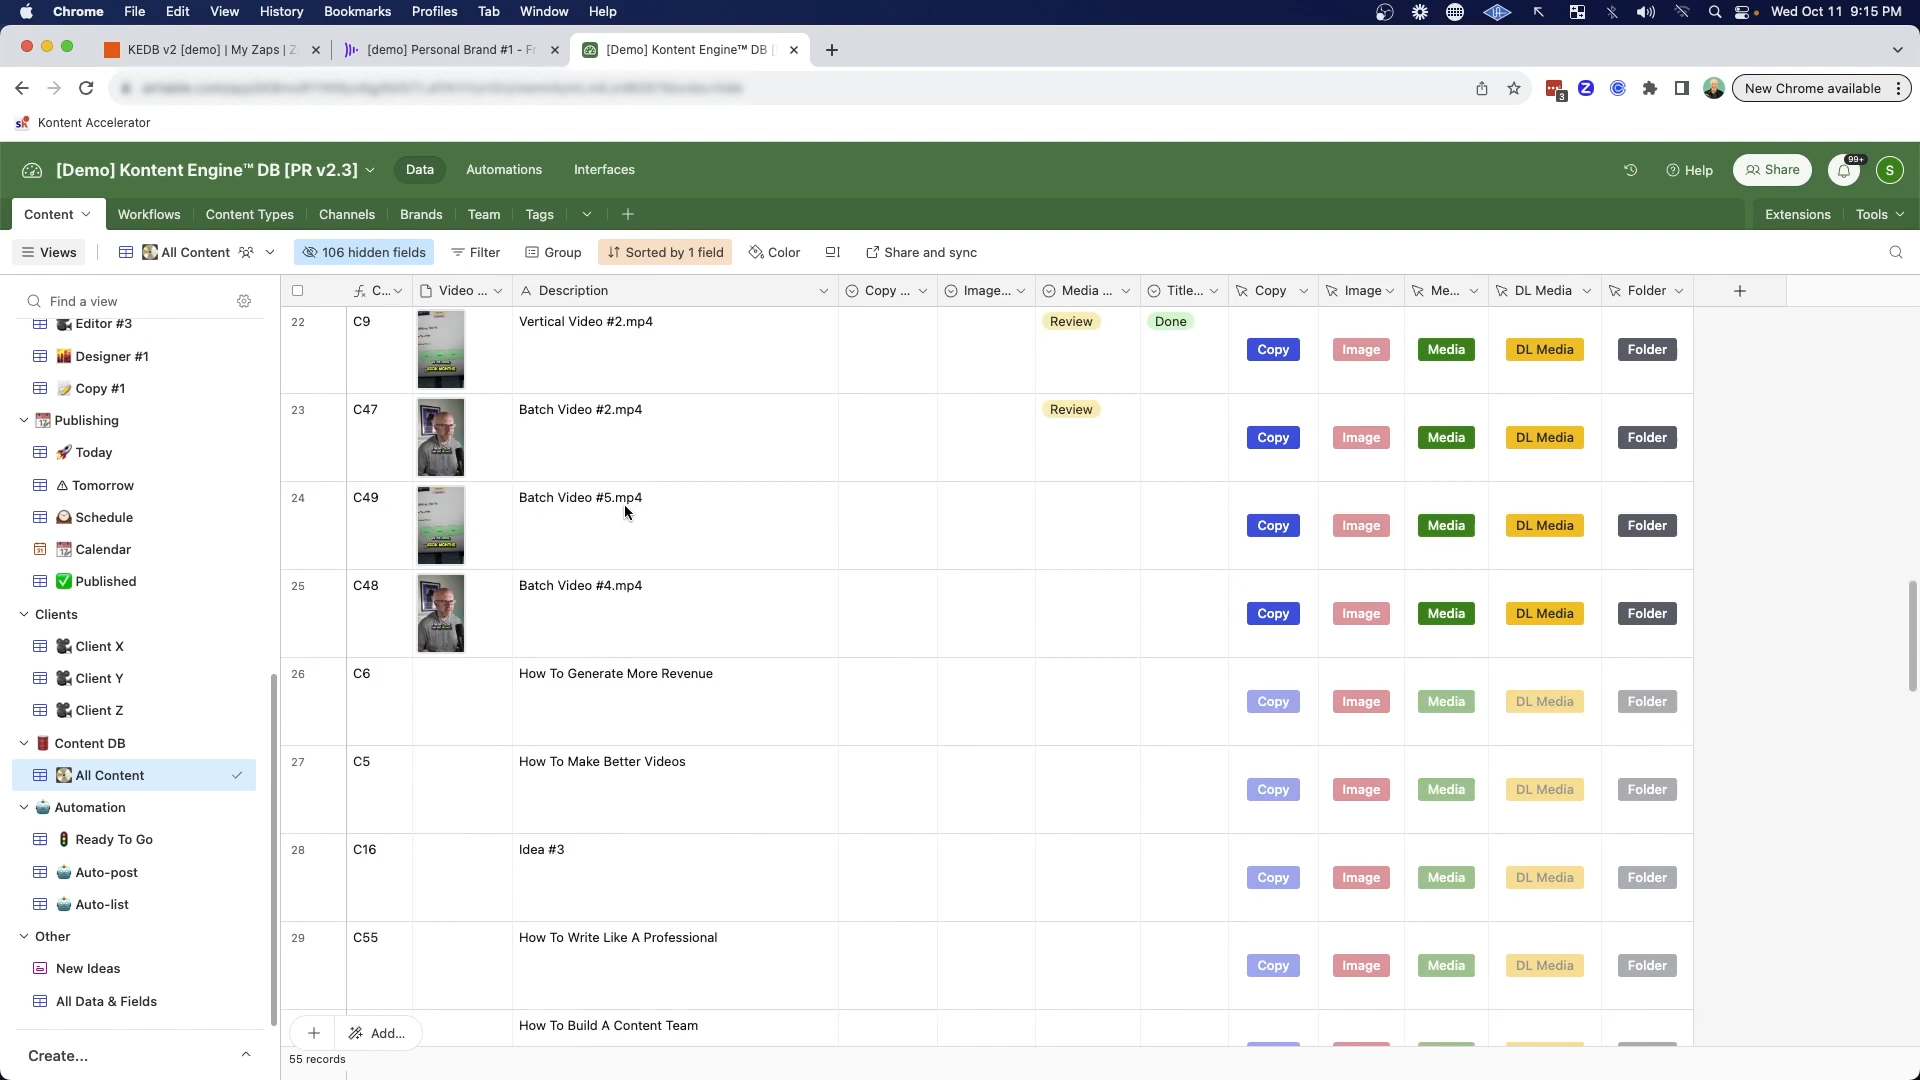 Chrome File Edit View History Bookmarks Profiles Tab Window Help Wed Oct 11 9:15 PM
KEDB v2 [demo] | My Zaps | Z
[demo] Personal Brand #1 - Fr
[Demo] Kontent Engine™ DB [
3
New Chrome available
sK Kontent Accelerator
[Demo] Kontent Engine™ DB [PR v2.3] Data Automations Interfaces Help Share 99+ S
Content Workflows Content Types Channels Brands Team Tags Extensions Tools
Views All Content 106 hidden fields Filter Group Sorted by 1 field Color Share and sync
Find a view
Editor #3
Designer #1
Copy #1
Publishing
Today
Tomorrow
Schedule
Calendar
Published
Clients
Client X
Client Y
Client Z
Content DB
All Content
Automation
Ready To Go
Auto-post
Auto-list
Other
New Ideas
All Data & Fields
Create...
C... Video ... Description Copy ... Image... Media ... Title... Copy Image Me... DL Media Folder
22 C9 Vertical Video #2.mp4 Review Done
Copy Image Media DL Media Folder
23 C47 Batch Video #2.mp4 Review
Copy Image Media DL Media Folder
24 C49 Batch Video #5.mp4
Copy Image Media DL Media Folder
25 C48 Batch Video #4.mp4
Copy Image Media DL Media Folder
26 C6 How To Generate More Revenue
Copy Image Media DL Media Folder
27 C5 How To Make Better Videos
Copy Image Media DL Media Folder
28 C16 Idea #3
Copy Image Media DL Media Folder
29 C55 How To Write Like A Professional
Copy Image Media DL Media Folder
How To Build A Content Team
Add...
55 records